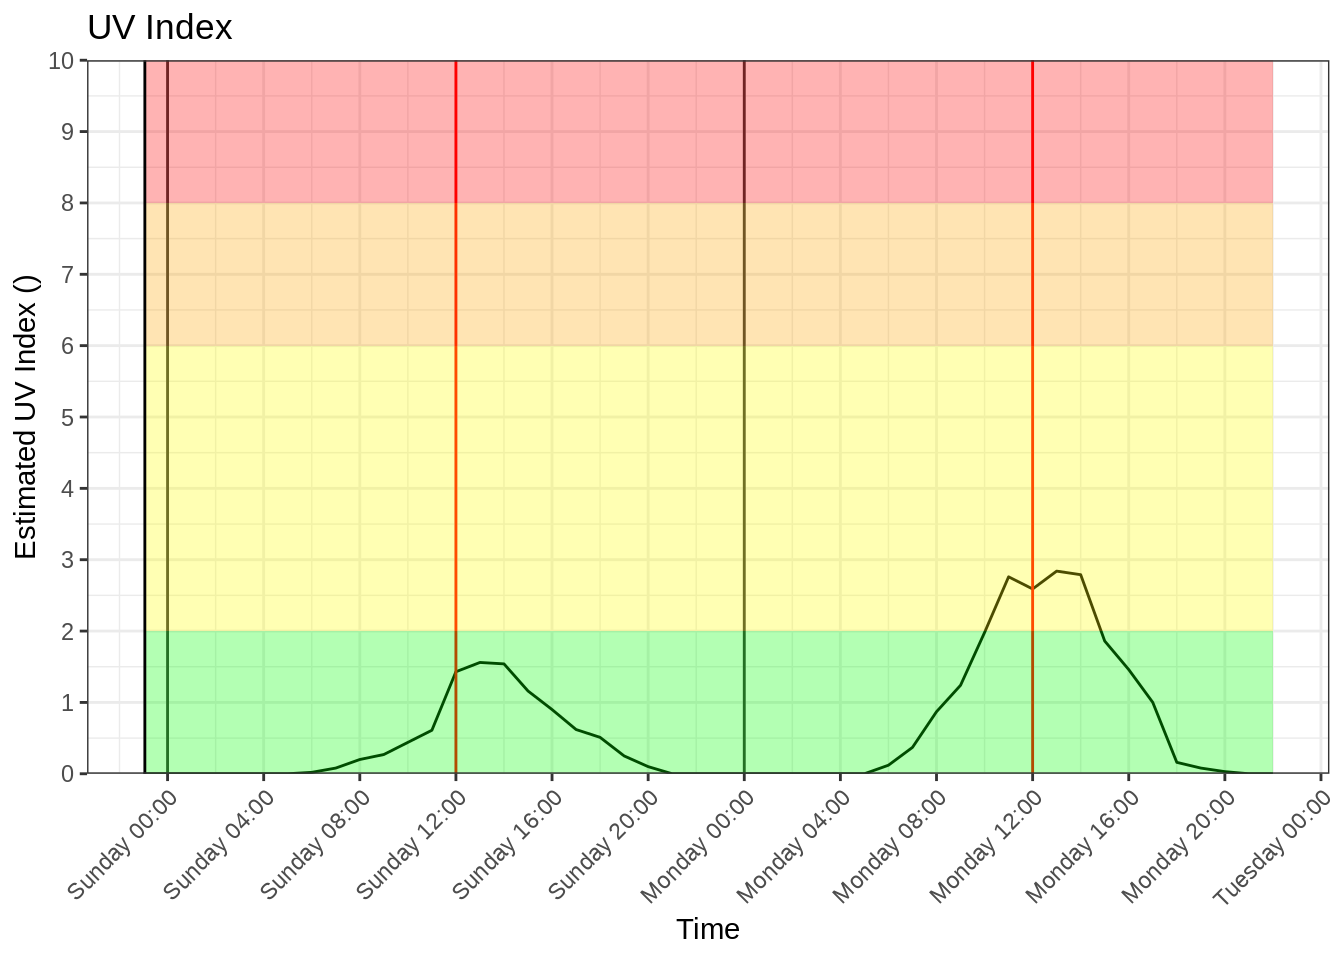 UV Index
Estimated UV Index ()
10
9
8
7
6
5
4
3
2
1
0
Sunday 00:00
Sunday 04:00
Sunday 08:00
Sunday 12:00
Sunday 16:00
Sunday 20:00
Monday 00:00
Monday 04:00
Monday 08:00
Monday 12:00
Monday 16:00
Monday 20:00
Tuesday 00:00
Time